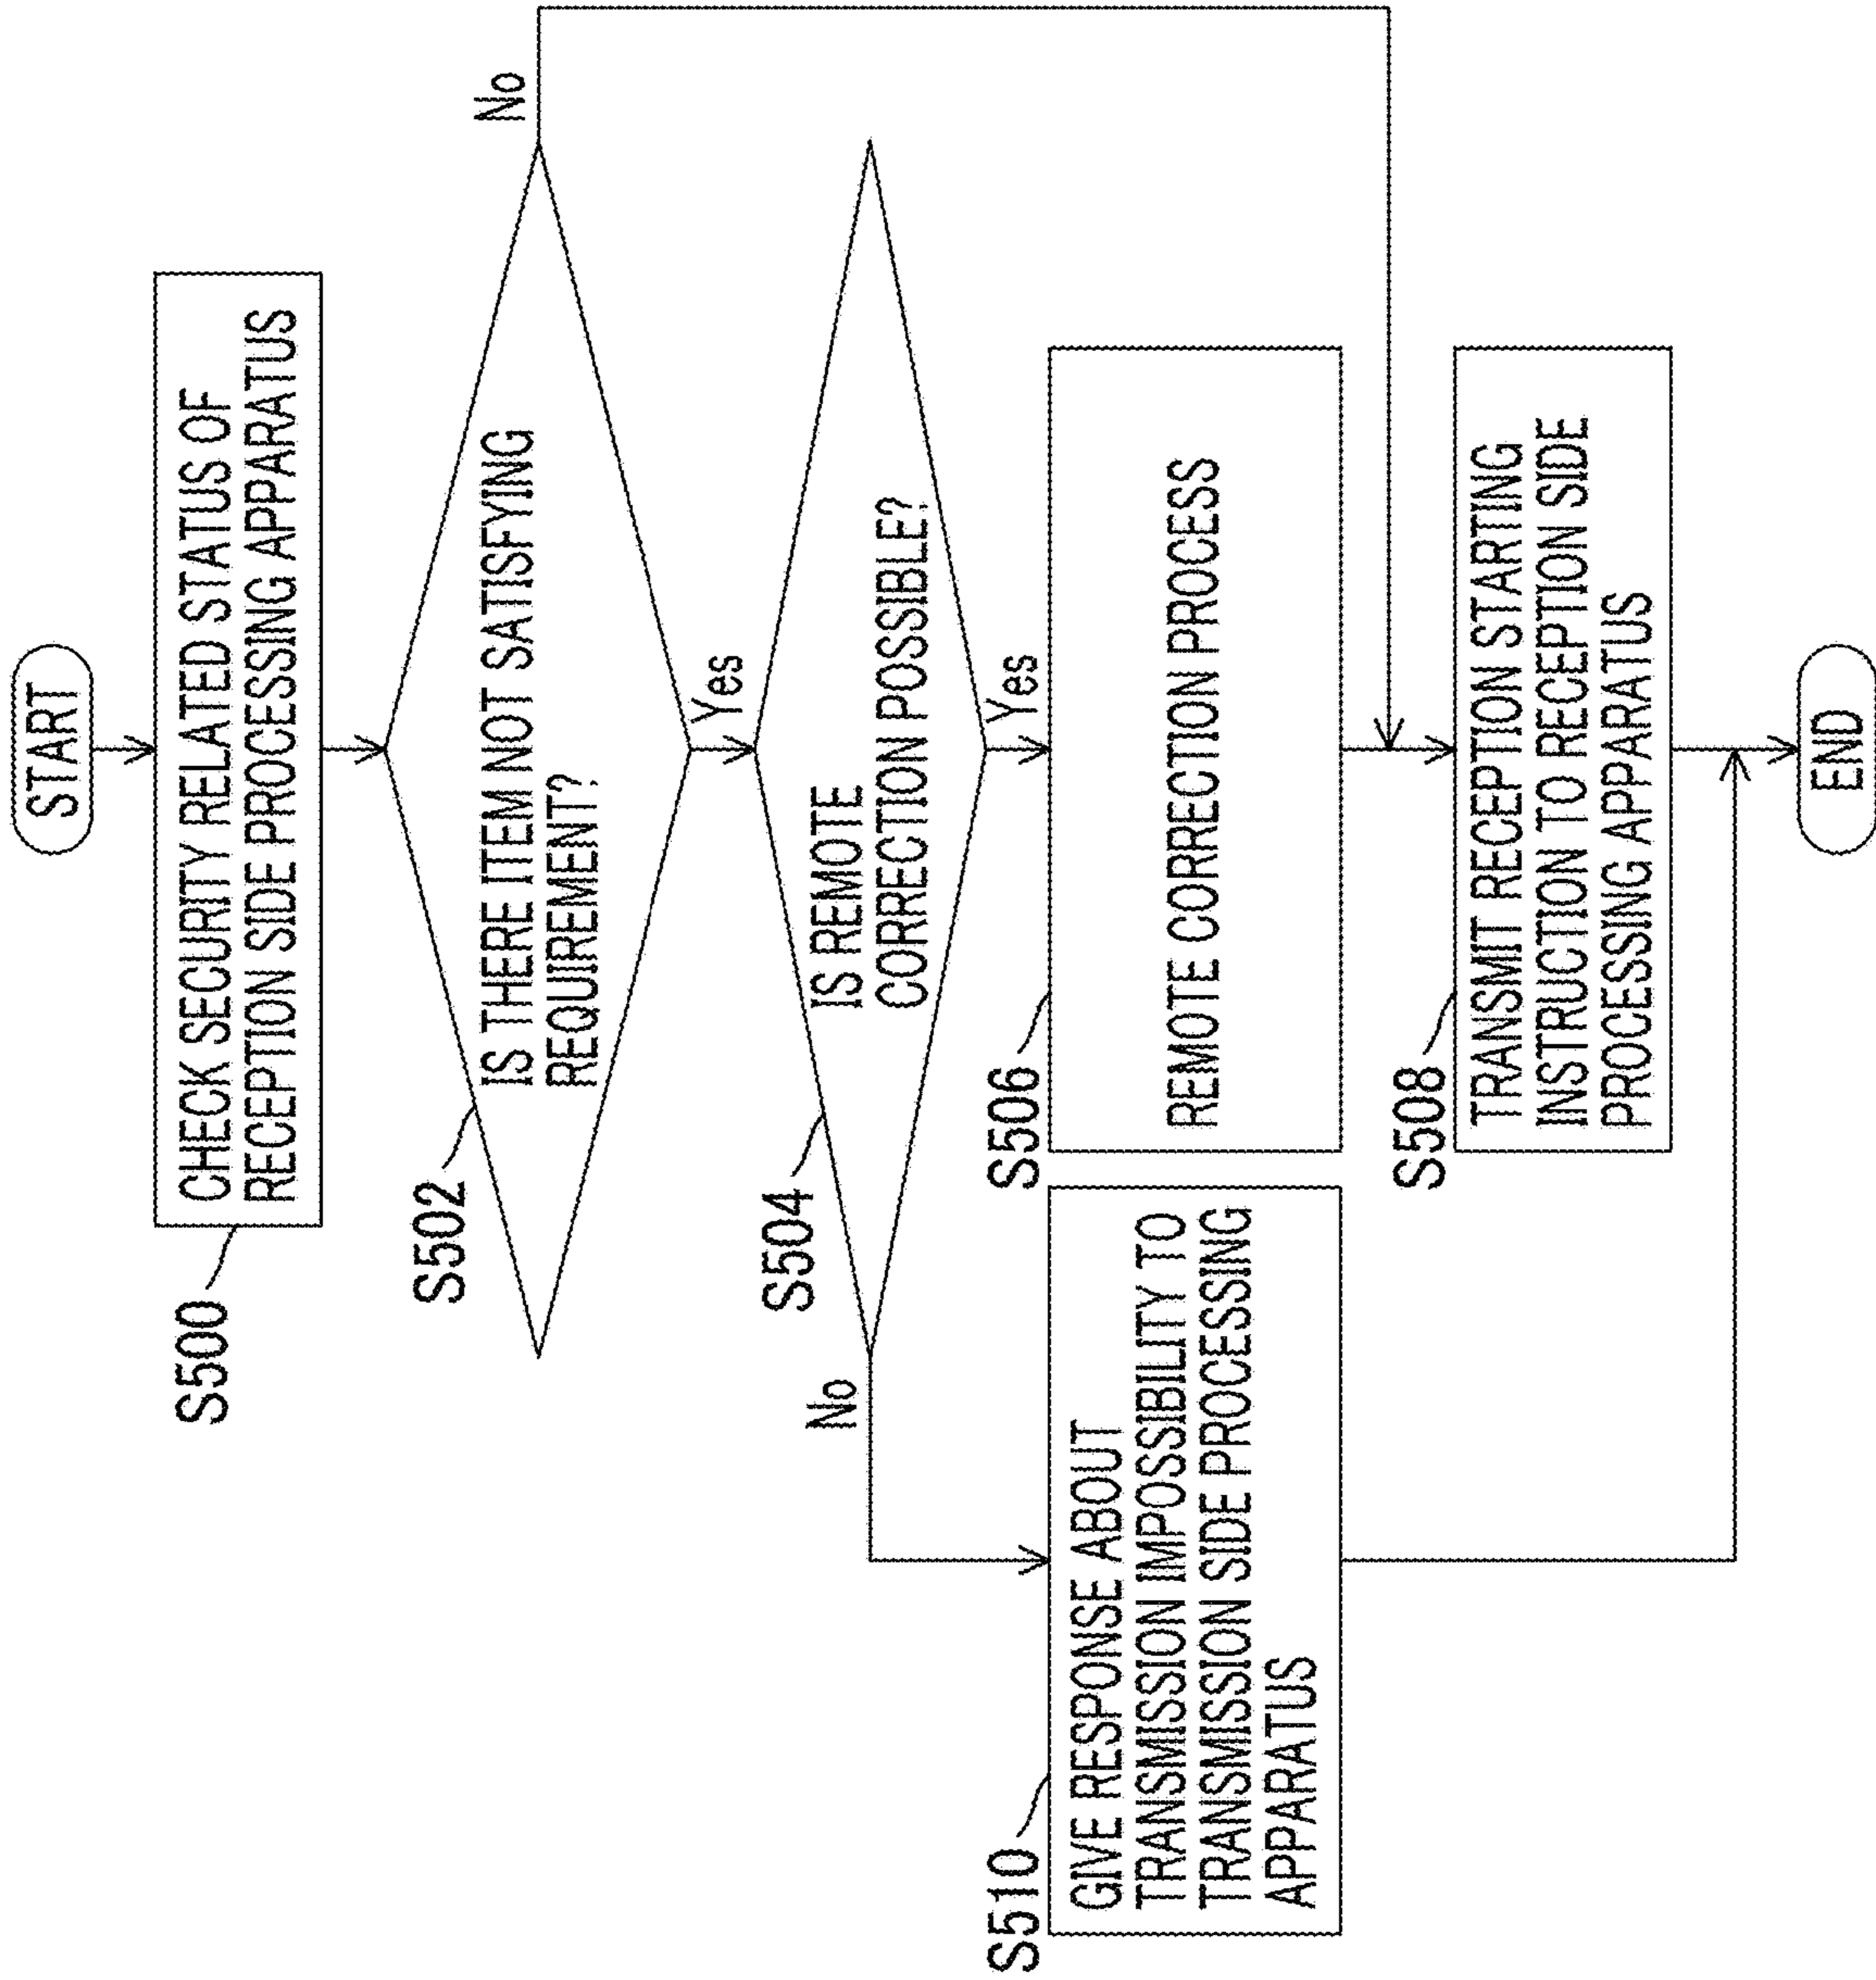 START
S500
CHECK SECURITY RELATED STATUS OF
RECEPTION SIDE PROCESSING APPARATUS
S502
IS THERE ITEM NOT SATISFYING
REQUIREMENT?
No
Yes
S504
IS REMOTE
CORRECTION POSSIBLE?
No
Yes
S510
GIVE RESPONSE ABOUT
TRANSMISSION IMPOSSIBILITY TO
TRANSMISSION SIDE PROCESSING
APPARATUS
S506
REMOTE CORRECTION PROCESS
S508
TRANSMIT RECEPTION STARTING
INSTRUCTION TO RECEPTION SIDE
PROCESSING APPARATUS
END